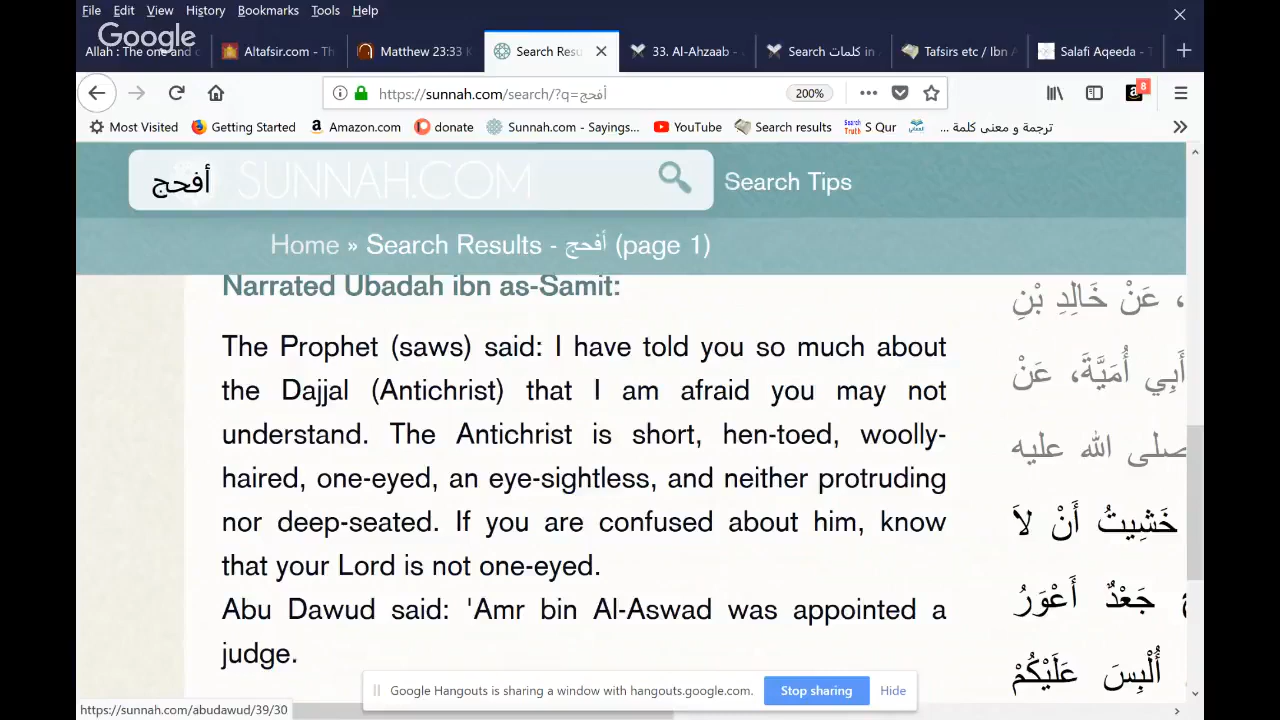 File Edit View History Bookmarks Tools Help
Google
Allah : The one and o
Altafsir.com - Th
Matthew 23:33 K
Search Resu
33. Al-Ahzaab -
Search كلمات in
Tafsirs etc / Ibn A
Salafi Aqeeda - T
https://sunnah.com/search/?q=أفحج
200%
8
Most Visited Getting Started Amazon.com donate Sunnah.com - Sayings... YouTube Search results S Qur ترجمة و معنى كلمة ...
أفحج
SUNNAH.COM
Search Tips
Home » Search Results - أفحج (page 1)
Narrated Ubadah ibn as-Samit:
The Prophet (saws) said: I have told you so much about
the Dajjal (Antichrist) that I am afraid you may not
understand. The Antichrist is short, hen-toed, woolly-
haired, one-eyed, an eye-sightless, and neither protruding
nor deep-seated. If you are confused about him, know
that your Lord is not one-eyed.
Abu Dawud said: 'Amr bin Al-Aswad was appointed a
judge.
، عَنْ خَالِدِ بْنِ
أَبِي أُمَيَّةَ، عَنْ
صلى الله عليه
خَشِيتُ أَنْ لاَ
جَعْدٌ أَعْوَرُ
أُلْبِسَ عَلَيْكُمْ
Google Hangouts is sharing a window with hangouts.google.com.
Stop sharing
Hide
https://sunnah.com/abudawud/39/30